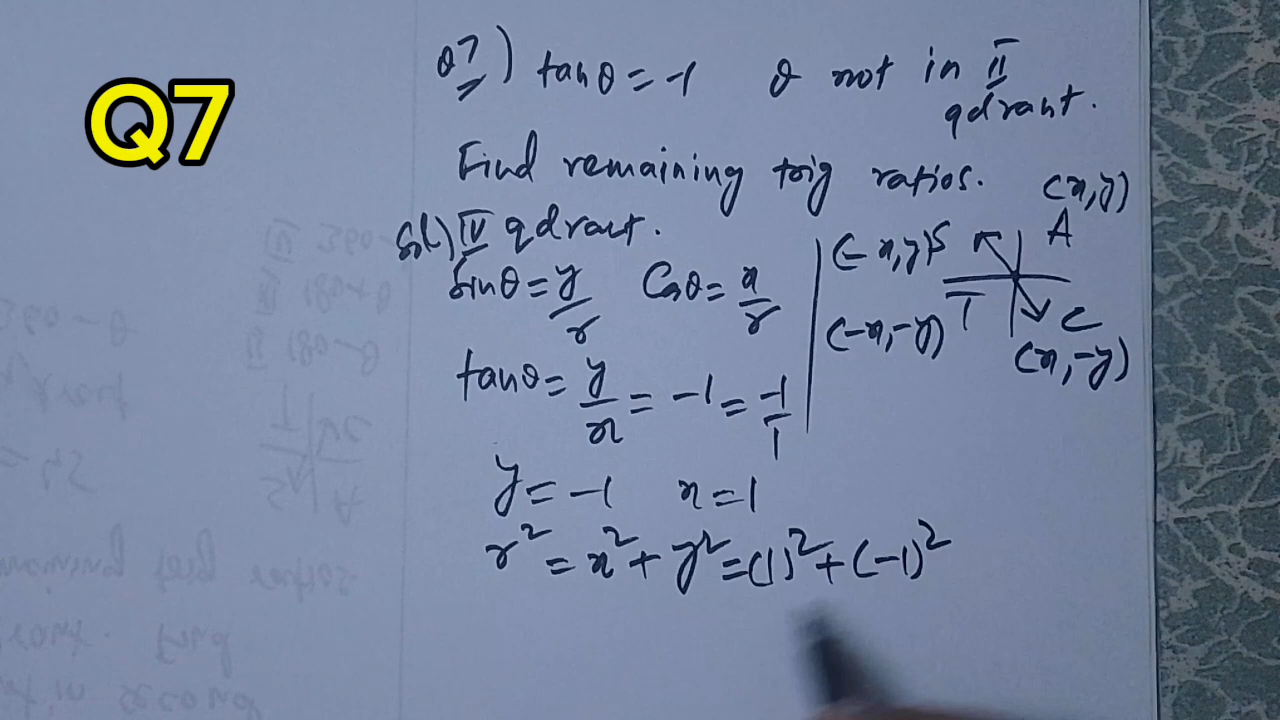 Q7
Q7) tanθ = -1 θ not in II
qdrant.
Find remaining trig ratios.
Sol) IV qdrant.
Sinθ = y/r Cosθ = x/r
tanθ = y/x = -1 = -1/1
y = -1 x = 1
r² = x² + y² = (1)² + (-1)²
(x,y)
(-x,y) S A
(-x,-y) T C
(x,-y)